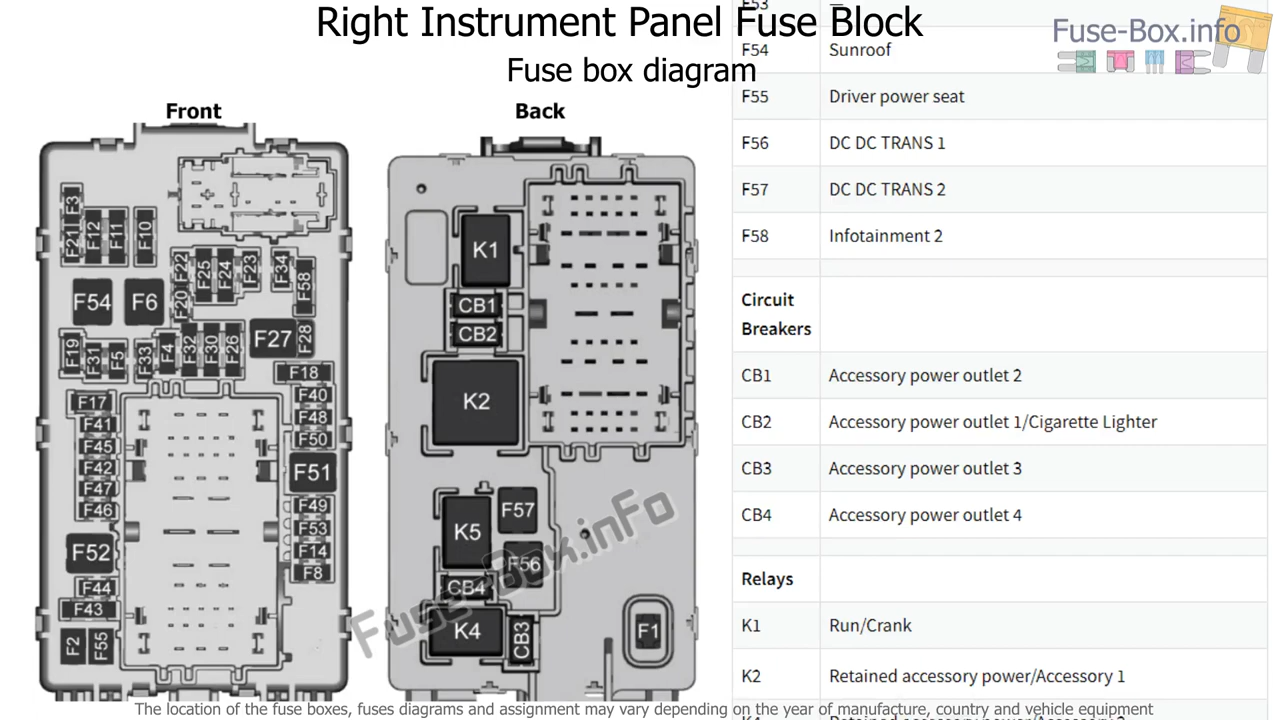 Right Instrument Panel Fuse Block
Fuse box diagram
Fuse-Box.info
Front
Back
F3
F21
F12
F11
F10
F22
F20
F25
F24
F23
F34
F58
F54
F6
F19
F31
F5
F33
F4
F32
F30
F26
F27
F28
F18
F17
F40
F41
F48
F45
F50
F42
F51
F47
F46
F49
F53
F52
F14
F8
F44
F43
F2
F55
K1
CB1
CB2
K2
K5
F57
F56
CB4
K4
CB3
F1
Fuse-Box.info
F53 —
F54 Sunroof
F55 Driver power seat
F56 DC DC TRANS 1
F57 DC DC TRANS 2
F58 Infotainment 2
Circuit
Breakers
CB1 Accessory power outlet 2
CB2 Accessory power outlet 1/Cigarette Lighter
CB3 Accessory power outlet 3
CB4 Accessory power outlet 4
Relays
K1 Run/Crank
K2 Retained accessory power/Accessory 1
The location of the fuse boxes, fuses diagrams and assignment may vary depending on the year of manufacture, country and vehicle equipment